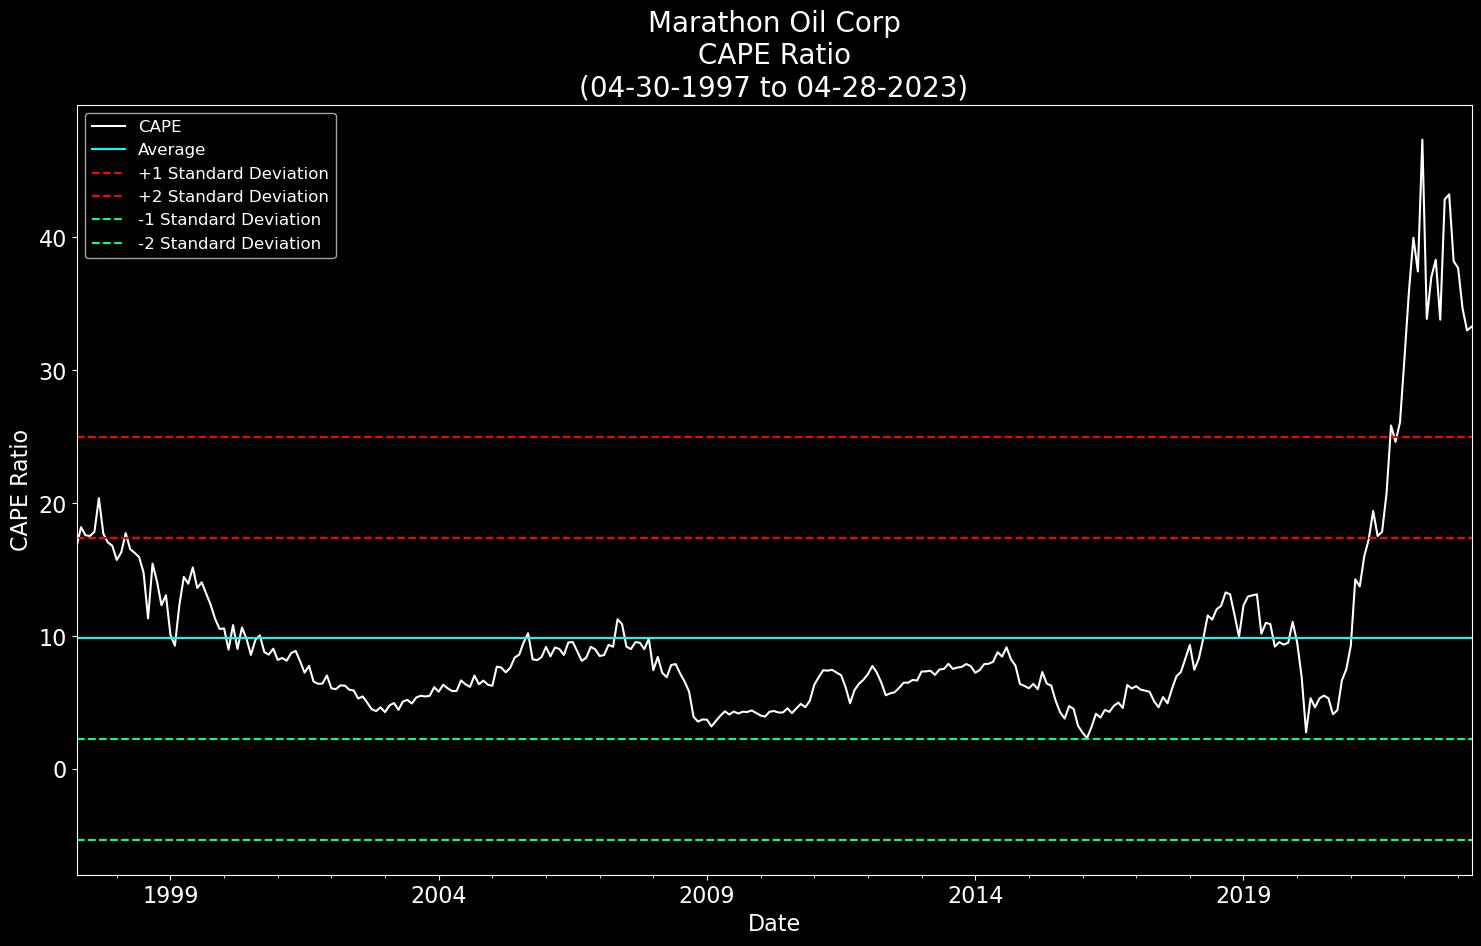 Marathon Oil Corp
CAPE Ratio
(04-30-1997 to 04-28-2023)
CAPE
Average
+1 Standard Deviation
+2 Standard Deviation
-1 Standard Deviation
-2 Standard Deviation
CAPE Ratio
40
30
20
10
0
1999 2004 2009 2014 2019
Date